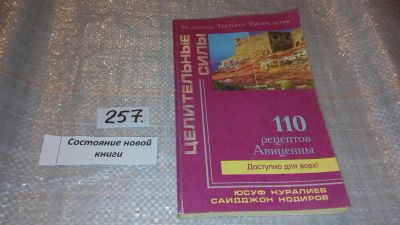 257.
Состояние новой
книги
Медицина Третьего Тысячелетия
ЦЕЛИТЕЛЬНЫЕ
СИЛЫ
110
рецептов
Авиценны
Доступно для всех!
ЮСУФ НУРАЛИЕВ
САИДДЖОН НОДИРОВ